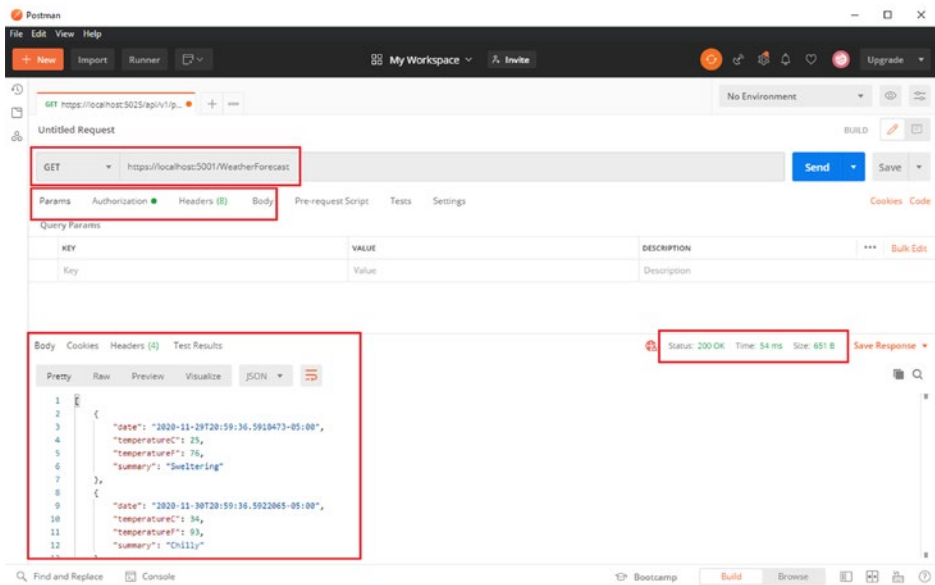 Postman
File Edit View Help
New Import Runner My Workspace Invite Upgrade
GET https://localhost:5025/api/v1/p... No Environment
Untitled Request BUILD
GET https://localhost:5001/WeatherForecast Send Save
Params Authorization Headers (8) Body Pre-request Script Tests Settings Cookies Code
Query Params
KEY VALUE DESCRIPTION Bulk Edit
Key Value Description
Body Cookies Headers (4) Test Results Status: 200 OK Time: 54 ms Size: 651 B Save Response
Pretty Raw Preview Visualize JSON
1 [
2 {
3 "date": "2020-11-29T20:59:36.5918473-05:00",
4 "temperatureC": 25,
5 "temperatureF": 76,
6 "summary": "Sweltering"
7 },
8 {
9 "date": "2020-11-30T20:59:36.5922065-05:00",
10 "temperatureC": 34,
11 "temperatureF": 93,
12 "summary": "Chilly"
Find and Replace Console Bootcamp Build Browse